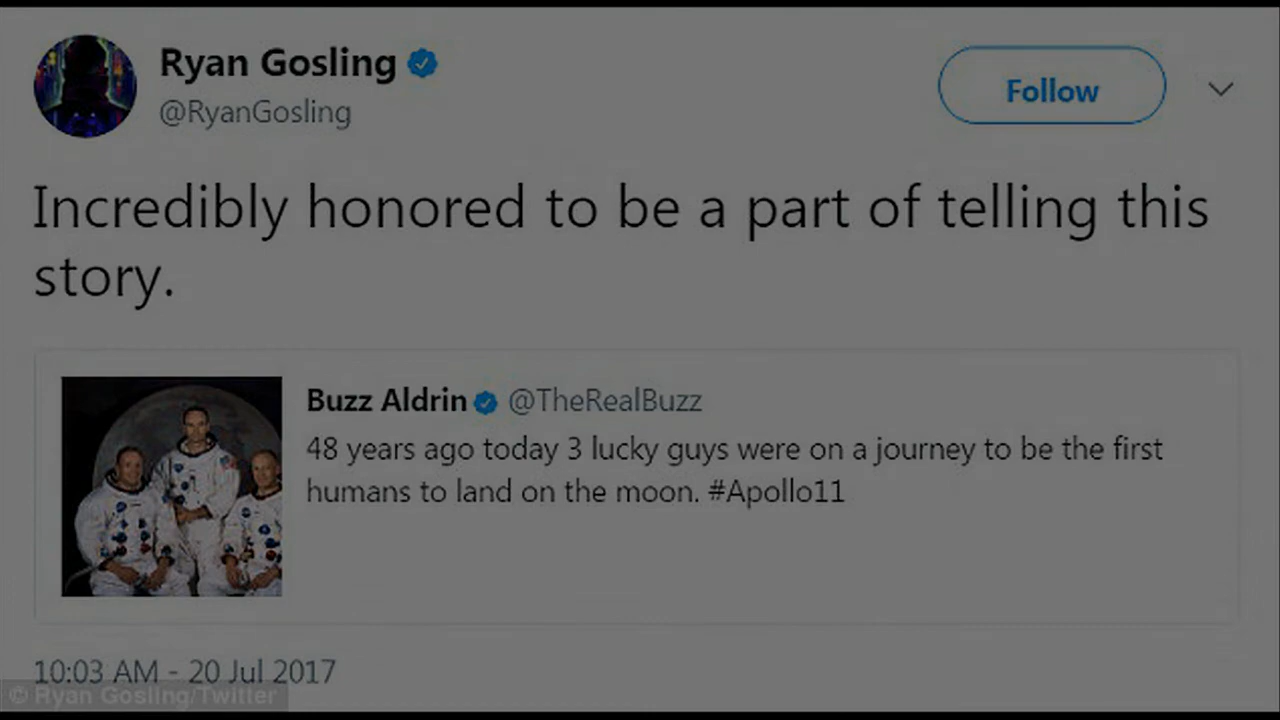 Ryan Gosling
@RyanGosling
Follow
Incredibly honored to be a part of telling this
story.
Buzz Aldrin @TheRealBuzz
48 years ago today 3 lucky guys were on a journey to be the first
humans to land on the moon. #Apollo11
10:03 AM - 20 Jul 2017
© Ryan Gosling/Twitter